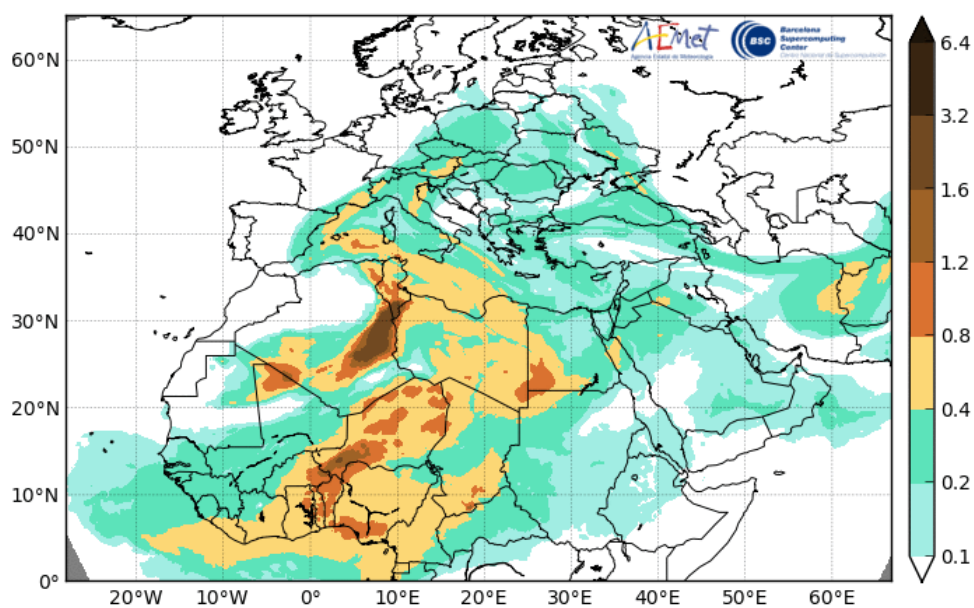 AEMet
Agencia Estatal de Meteorología
BSC
Barcelona
Supercomputing
Center
Centro Nacional de Supercomputación
60°N
50°N
40°N
30°N
20°N
10°N
0°
20°W
10°W
0°
10°E
20°E
30°E
40°E
50°E
60°E
6.4
3.2
1.6
1.2
0.8
0.4
0.2
0.1